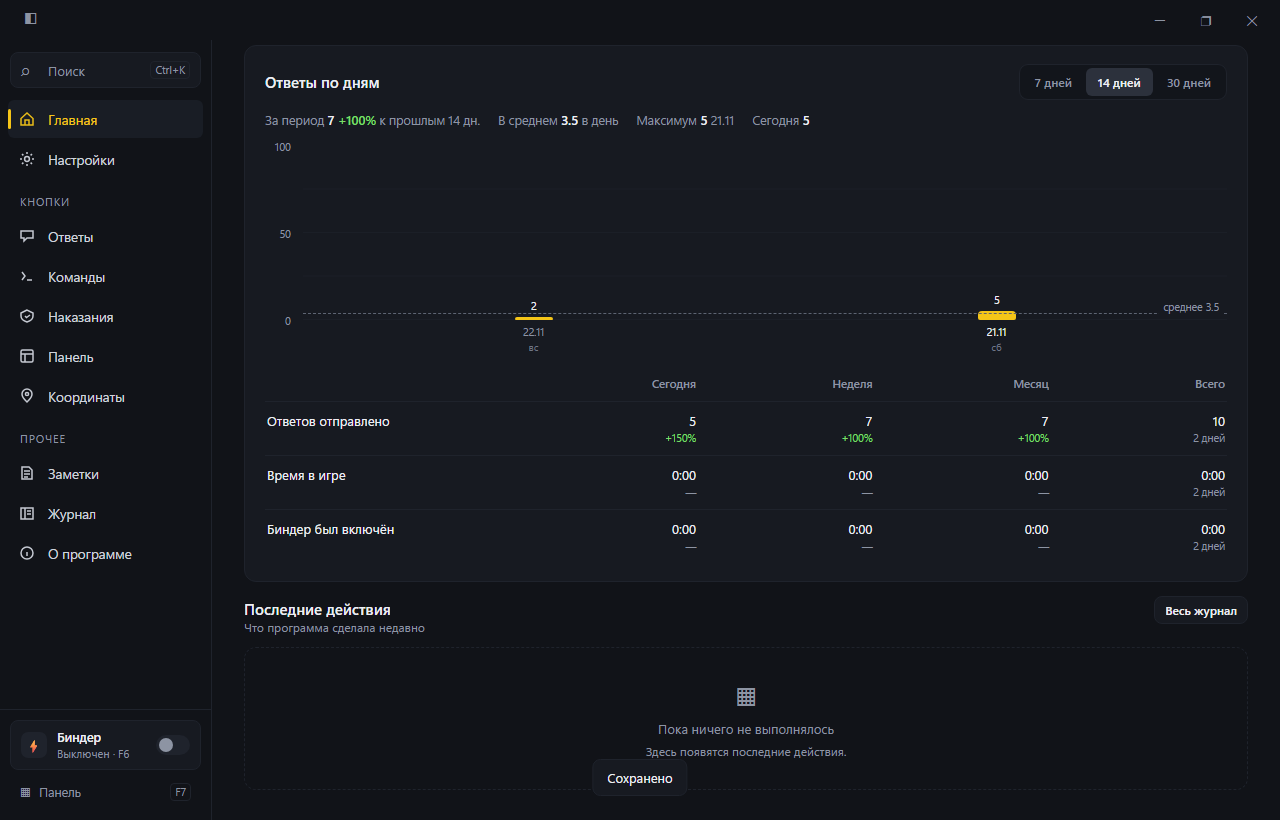 Поиск Ctrl+K
Главная
Настройки
КНОПКИ
Ответы
Команды
Наказания
Панель
Координаты
ПРОЧЕЕ
Заметки
Журнал
О программе
Биндер
Выключен · F6
Панель F7
Ответы по дням
7 дней 14 дней 30 дней
За период 7 +100% к прошлым 14 дн. В среднем 3.5 в день Максимум 5 21.11 Сегодня 5
100
50
0
2 5
среднее 3.5
22.11 21.11
вс сб
Сегодня Неделя Месяц Всего
Ответов отправлено 5 7 7 10
+150% +100% +100% 2 дней
Время в игре 0:00 0:00 0:00 0:00
— — — 2 дней
Биндер был включён 0:00 0:00 0:00 0:00
— — — 2 дней
Последние действия
Что программа сделала недавно
Весь журнал
Пока ничего не выполнялось
Здесь появятся последние действия.
Сохранено